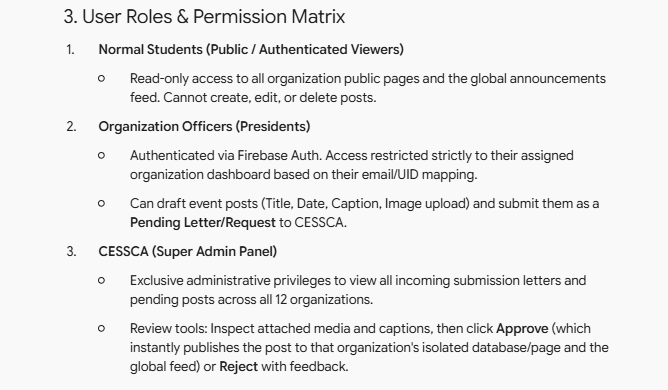 3. User Roles & Permission Matrix
1. Normal Students (Public / Authenticated Viewers)
o Read-only access to all organization public pages and the global announcements
feed. Cannot create, edit, or delete posts.
2. Organization Officers (Presidents)
o Authenticated via Firebase Auth. Access restricted strictly to their assigned
organization dashboard based on their email/UID mapping.
o Can draft event posts (Title, Date, Caption, Image upload) and submit them as a
Pending Letter/Request to CESSCA.
3. CESSCA (Super Admin Panel)
o Exclusive administrative privileges to view all incoming submission letters and
pending posts across all 12 organizations.
o Review tools: Inspect attached media and captions, then click Approve (which
instantly publishes the post to that organization's isolated database/page and the
global feed) or Reject with feedback.